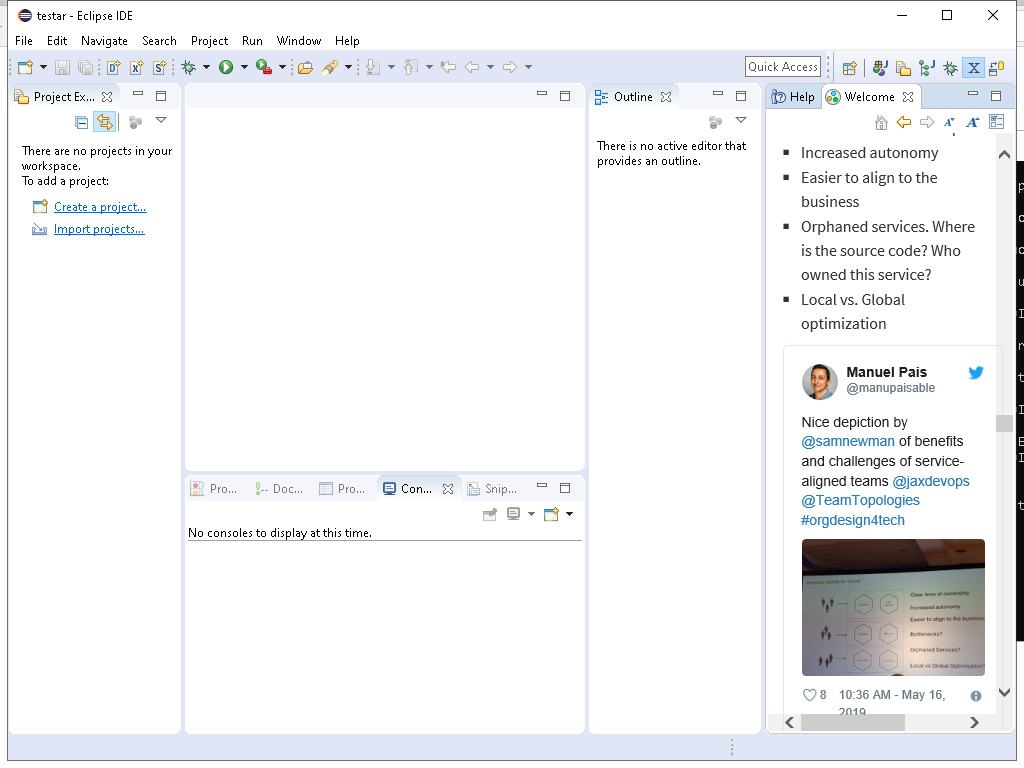 testar - Eclipse IDE
File Edit Navigate Search Project Run Window Help
Quick Access
Project Ex...
There are no projects in your
workspace.
To add a project:
Create a project...
Import projects...
Outline
There is no active editor that
provides an outline.
Help
Welcome
Increased autonomy
Easier to align to the
business
Orphaned services. Where
is the source code? Who
owned this service?
Local vs. Global
optimization
Manuel Pais
@manupaisable
Nice depiction by
@samnewman of benefits
and challenges of service-
aligned teams @jaxdevops
@TeamTopologies
#orgdesign4tech
Clear lines of ownership
Increased autonomy
Easier to align to the business
Bottlenecks?
Orphaned Services?
Local vs Global Optimisation?
8 10:36 AM - May 16,
2019
Pro... Doc... Pro... Con... Snip...
No consoles to display at this time.